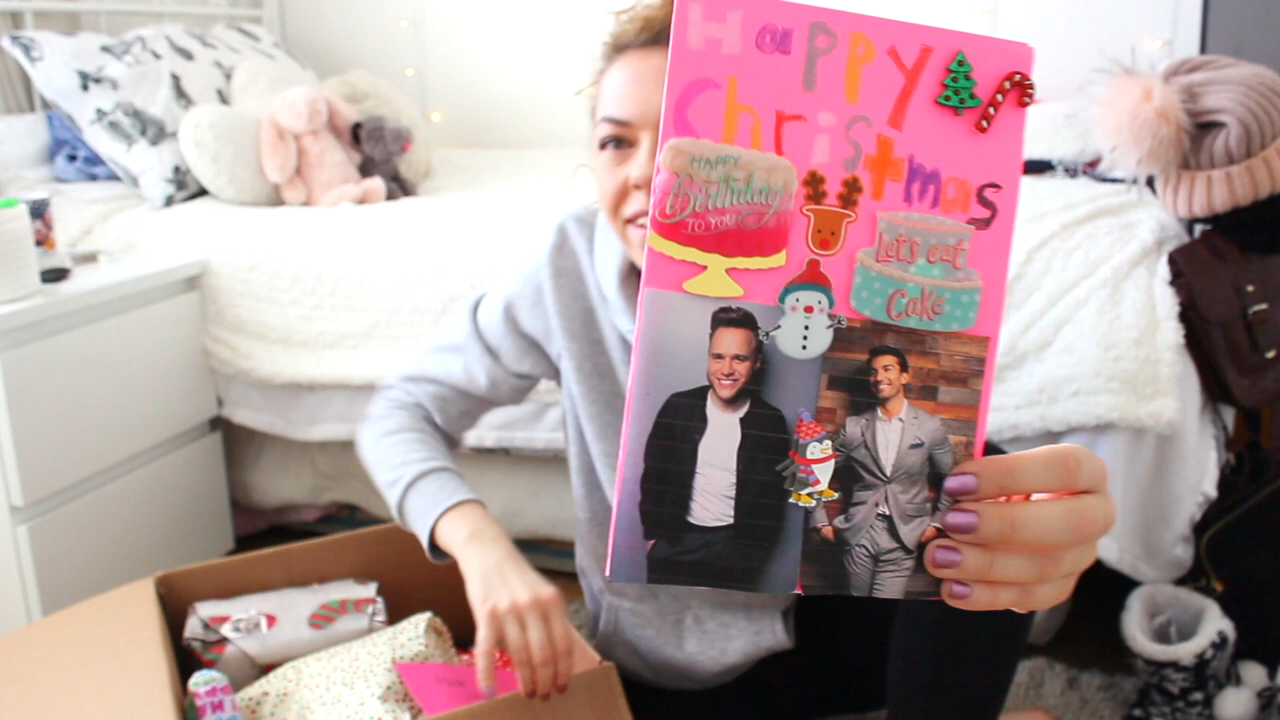 Happy
Christmas
HAPPY
Birthday
TO YOU
Let's eat
Cake